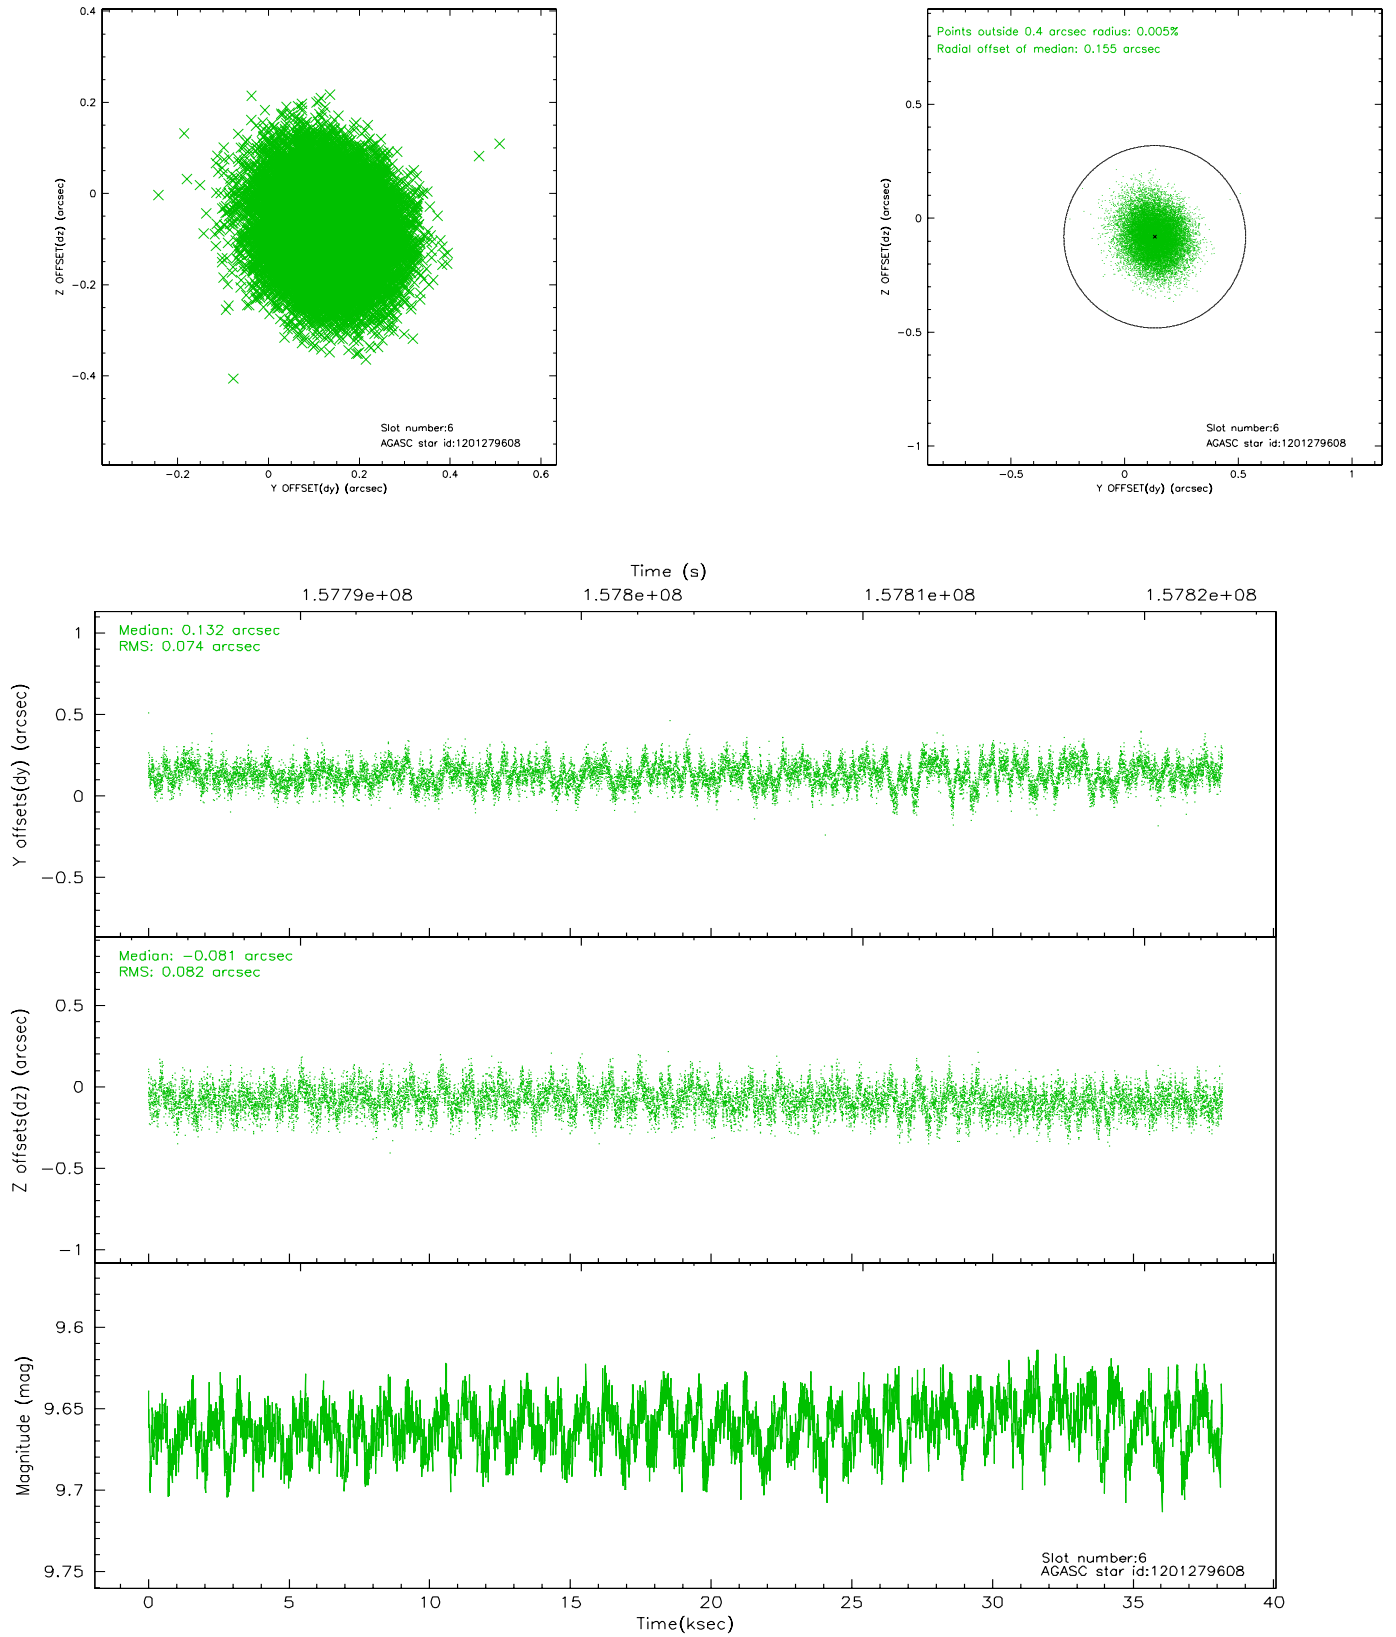 0.4
0.2
0
−0.2
−0.4
Z OFFSET(dz) (arcsec)
Slot number:6
AGASC star id:1201279608
−0.2 0 0.2 0.4 0.6
Y OFFSET(dy) (arcsec)
Points outside 0.4 arcsec radius: 0.005%
Radial offset of median: 0.155 arcsec
0.5
0
−0.5
−1
Z OFFSET(dz) (arcsec)
Slot number:6
AGASC star id:1201279608
−0.5 0 0.5 1
Y OFFSET(dy) (arcsec)
Time (s)
1.5779e+08 1.578e+08 1.5781e+08 1.5782e+08
Median: 0.132 arcsec
RMS: 0.074 arcsec
1
0.5
0
−0.5
Y offsets(dy) (arcsec)
Median: −0.081 arcsec
RMS: 0.082 arcsec
0.5
0
−0.5
−1
Z offsets(dz) (arcsec)
9.6
9.65
9.7
9.75
Magnitude (mag)
Slot number:6
AGASC star id:1201279608
0 5 10 15 20 25 30 35 40
Time(ksec)